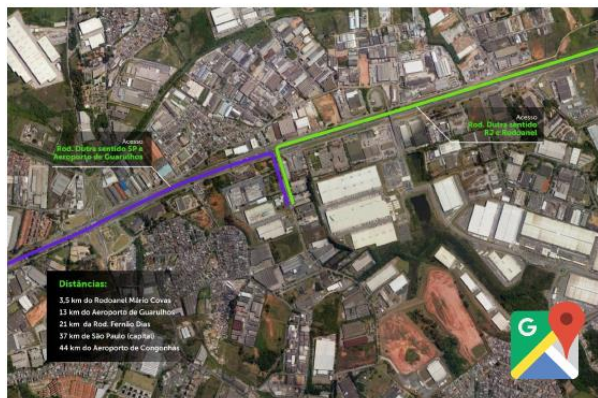 Acesso
Rod. Dutra sentido SP e
Aeroporto de Guarulhos
Acesso
Rod. Dutra sentido
RJ e Rodoanel
Distâncias:
3,5 km do Rodoanel Mário Covas
13 km do Aeroporto de Guarulhos
21 km da Rod. Fernão Dias
37 km de São Paulo (capital)
44 km do Aeroporto de Congonhas
G